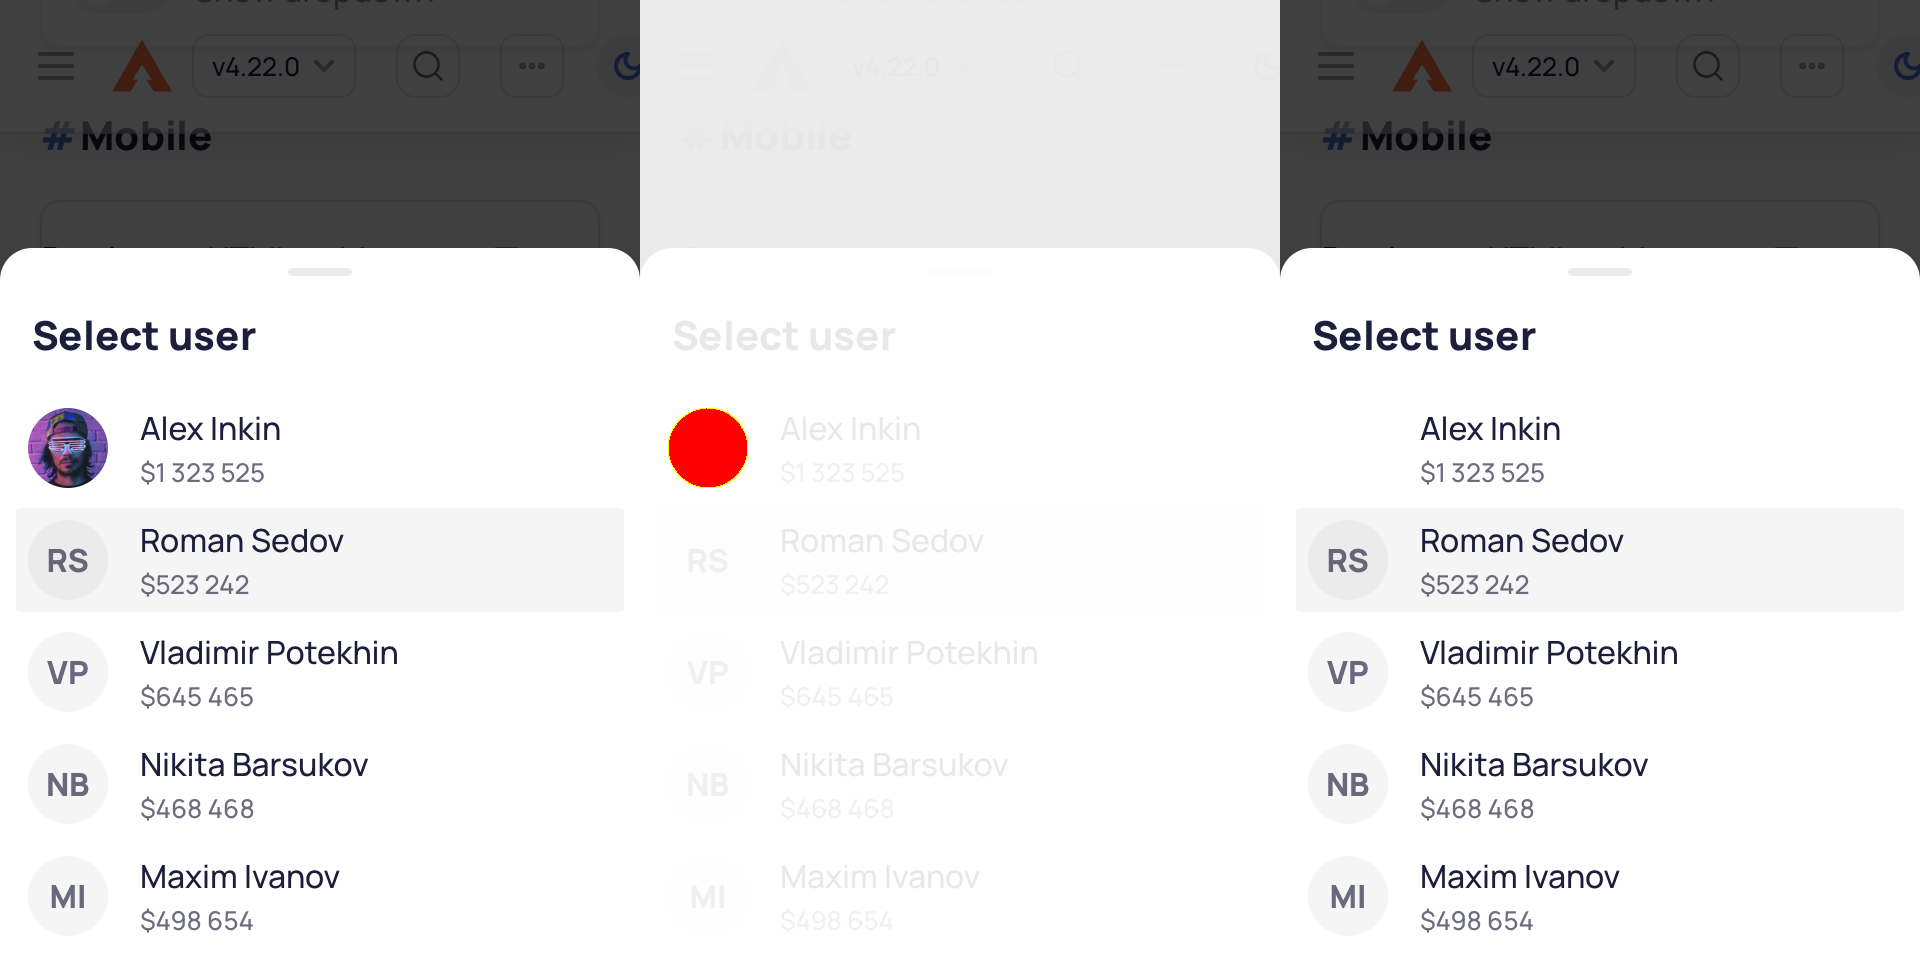 v4.22.0
# Mobile
Select user
Alex Inkin
$1 323 525
RS
Roman Sedov
$523 242
VP
Vladimir Potekhin
$645 465
NB
Nikita Barsukov
$468 468
MI
Maxim Ivanov
$498 654
v4.22.0
# Mobile
Select user
Alex Inkin
$1 323 525
RS
Roman Sedov
$523 242
VP
Vladimir Potekhin
$645 465
NB
Nikita Barsukov
$468 468
MI
Maxim Ivanov
$498 654
v4.22.0
# Mobile
Select user
Alex Inkin
$1 323 525
RS
Roman Sedov
$523 242
VP
Vladimir Potekhin
$645 465
NB
Nikita Barsukov
$468 468
MI
Maxim Ivanov
$498 654